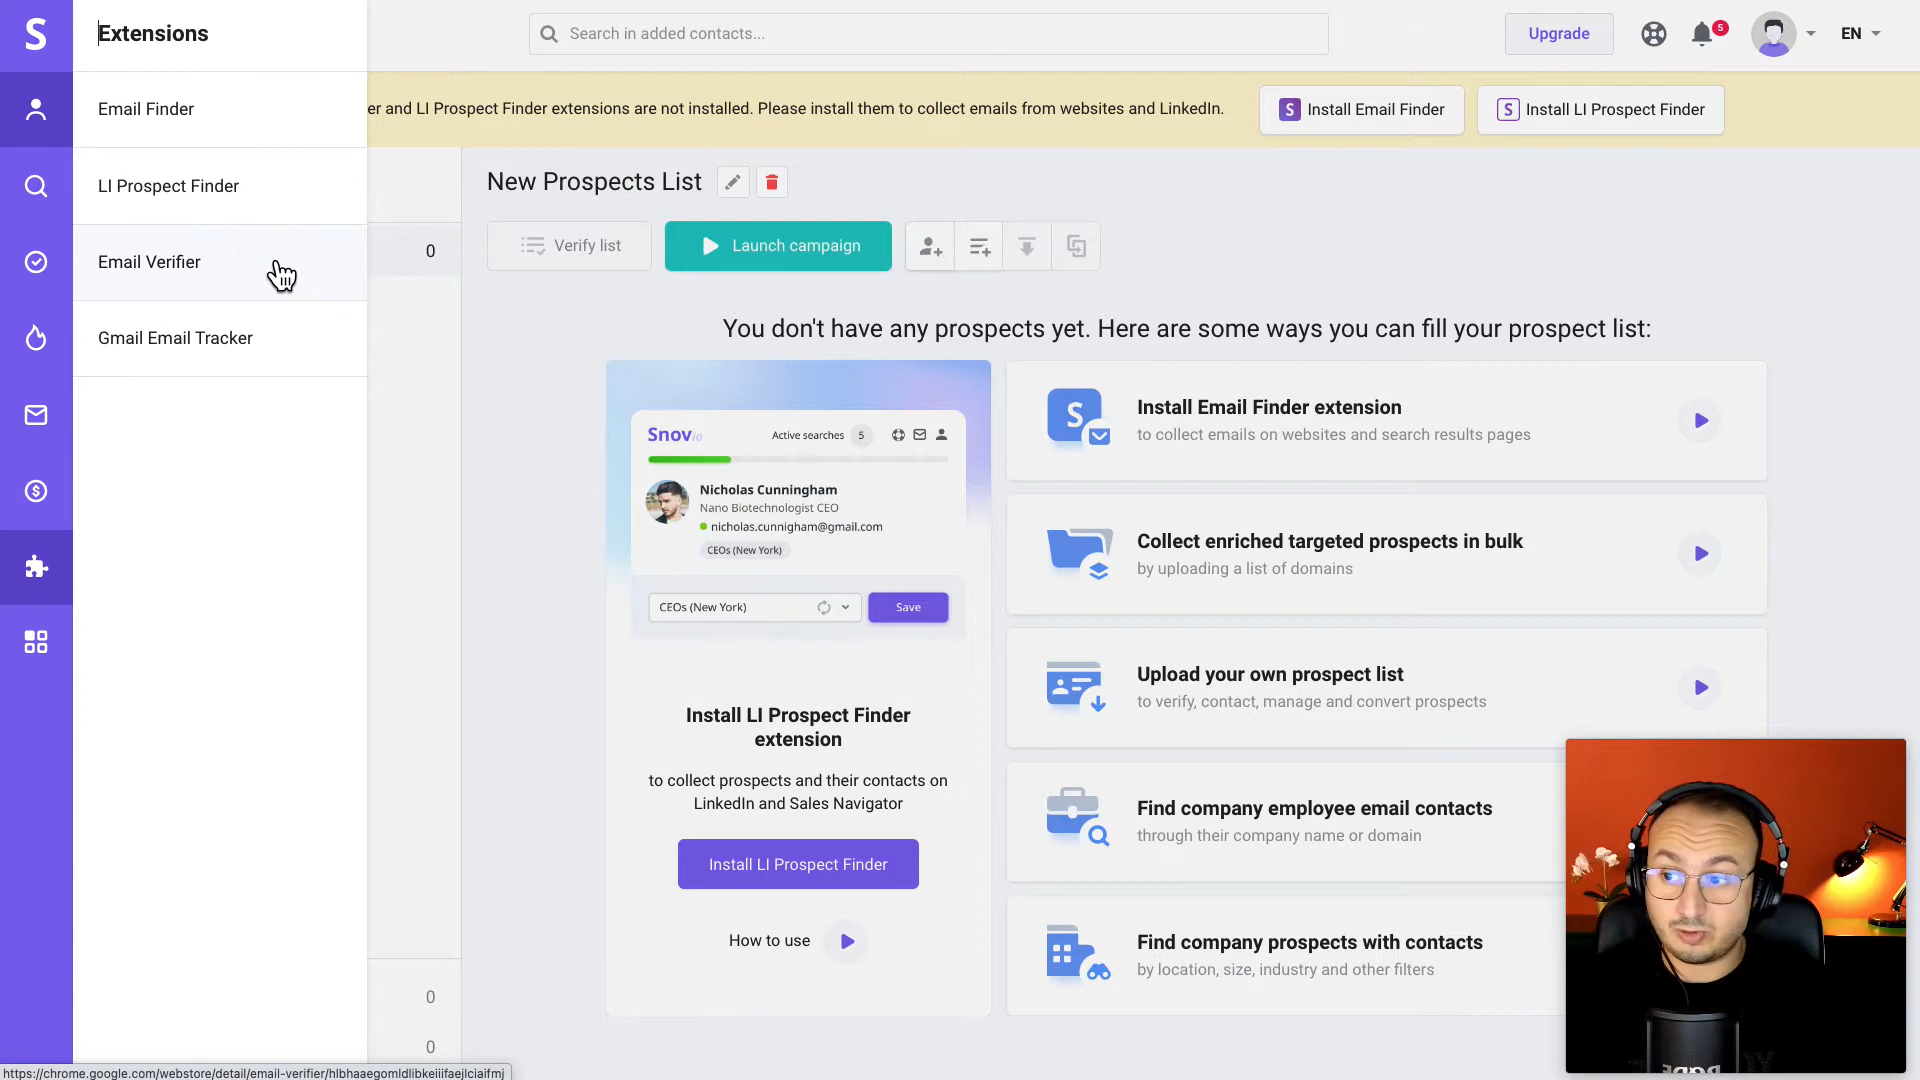 S
Extensions
Search in added contacts...
Upgrade
5
EN
Email Finder
er and LI Prospect Finder extensions are not installed. Please install them to collect emails from websites and LinkedIn.
S Install Email Finder
S Install LI Prospect Finder
LI Prospect Finder
New Prospects List
Email Verifier
0
Verify list
Launch campaign
Gmail Email Tracker
You don't have any prospects yet. Here are some ways you can fill your prospect list:
Snov.io
Active searches 5
Nicholas Cunningham
Nano Biotechnologist CEO
nicholas.cunnigham@gmail.com
CEOs (New York)
CEOs (New York)
Save
Install LI Prospect Finder
extension
to collect prospects and their contacts on
LinkedIn and Sales Navigator
Install LI Prospect Finder
How to use
S
Install Email Finder extension
to collect emails on websites and search results pages
Collect enriched targeted prospects in bulk
by uploading a list of domains
Upload your own prospect list
to verify, contact, manage and convert prospects
Find company employee email contacts
through their company name or domain
Find company prospects with contacts
by location, size, industry and other filters
0
0
https://chrome.google.com/webstore/detail/email-verifier/hlbhaaegomldlibkeiiifaejlciaifmj